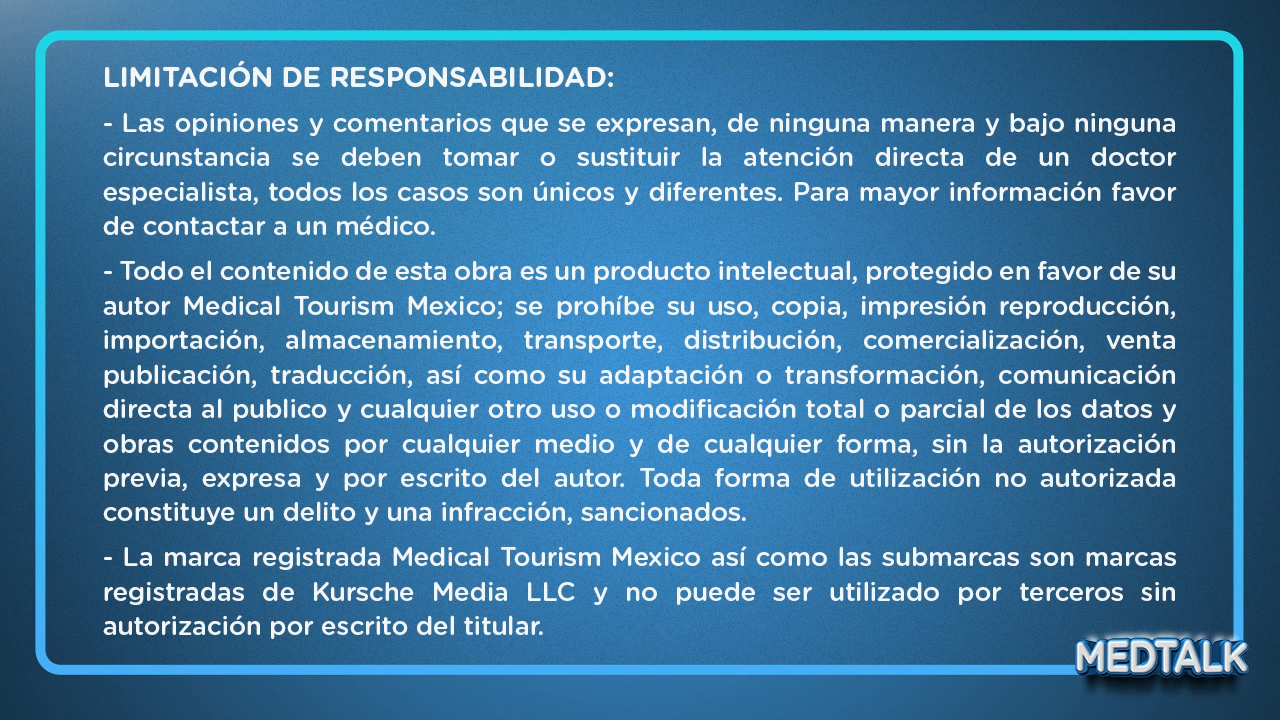 LIMITACIÓN DE RESPONSABILIDAD:
- Las opiniones y comentarios que se expresan, de ninguna manera y bajo ninguna
circunstancia se deben tomar o sustituir la atención directa de un doctor
especialista, todos los casos son únicos y diferentes. Para mayor información favor
de contactar a un médico.
- Todo el contenido de esta obra es un producto intelectual, protegido en favor de su
autor Medical Tourism Mexico; se prohíbe su uso, copia, impresión reproducción,
importación, almacenamiento, transporte, distribución, comercialización, venta
publicación, traducción, así como su adaptación o transformación, comunicación
directa al publico y cualquier otro uso o modificación total o parcial de los datos y
obras contenidos por cualquier medio y de cualquier forma, sin la autorización
previa, expresa y por escrito del autor. Toda forma de utilización no autorizada
constituye un delito y una infracción, sancionados.
- La marca registrada Medical Tourism Mexico así como las submarcas son marcas
registradas de Kursche Media LLC y no puede ser utilizado por terceros sin
autorización por escrito del titular.
MEDTALK